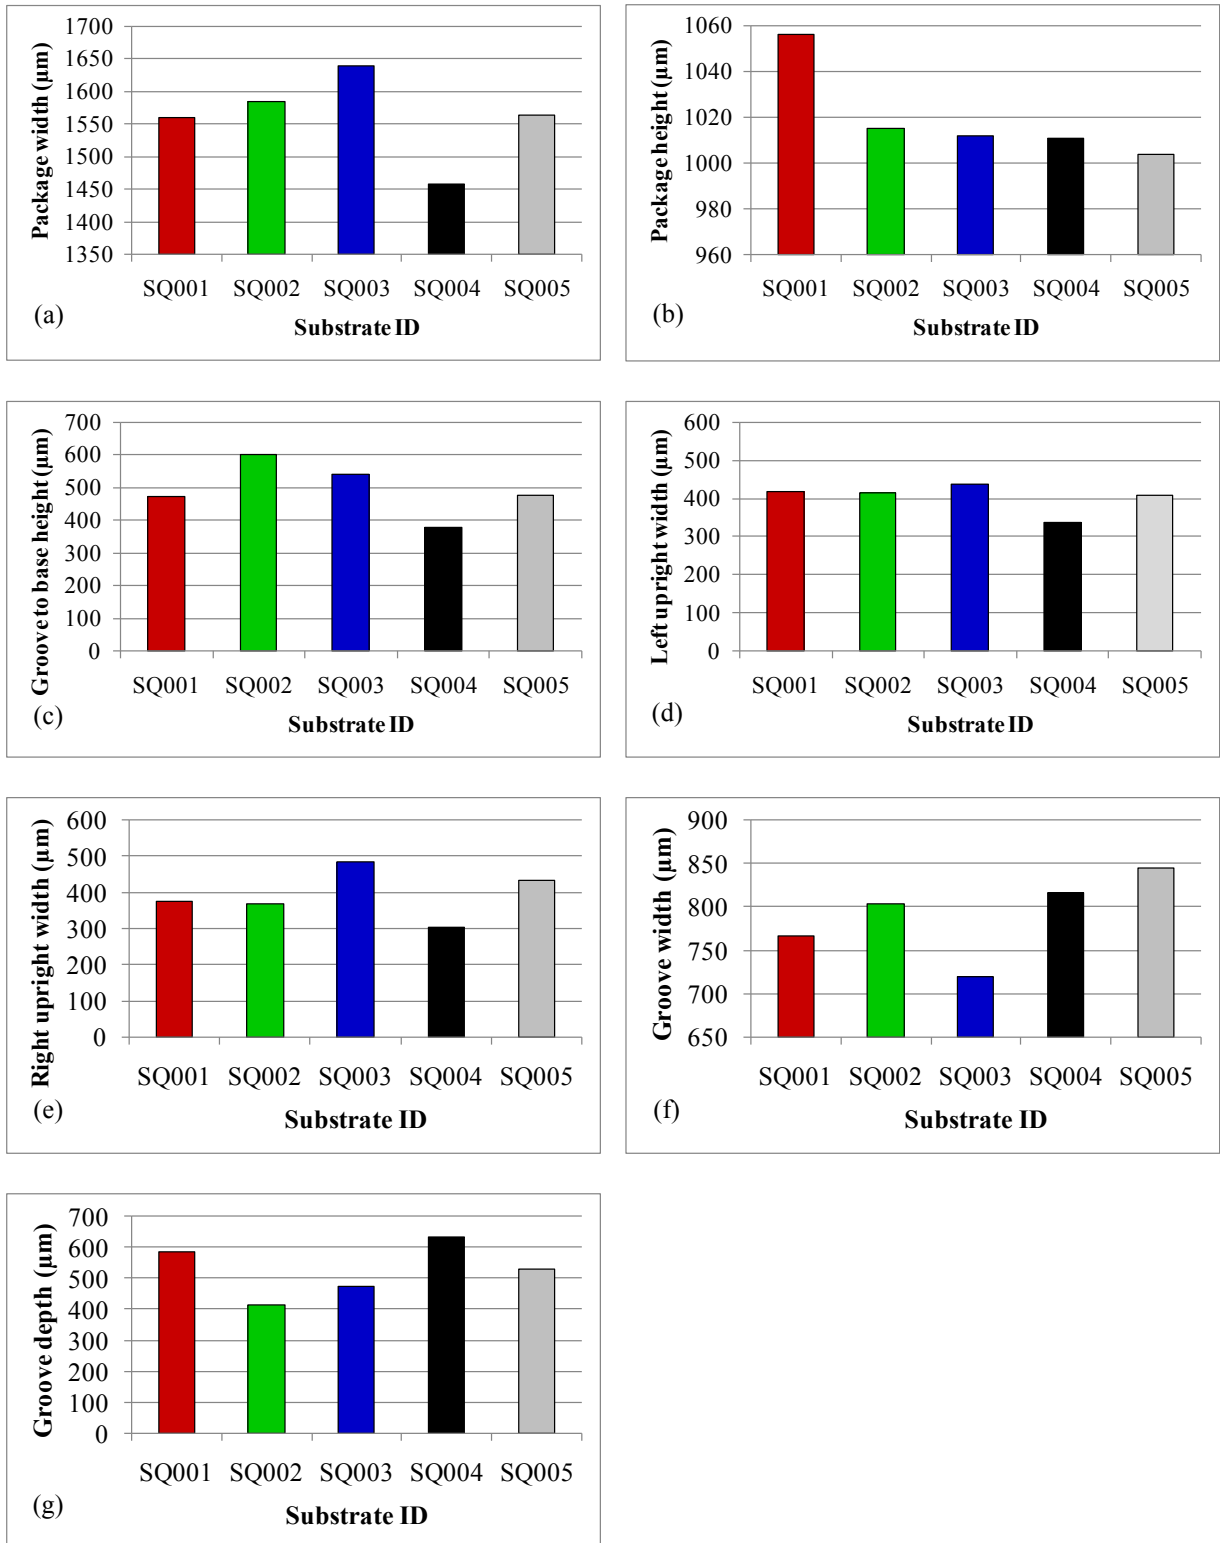 Package width (µm)
1700
1650
1600
1550
1500
1450
1400
1350
SQ001 SQ002 SQ003 SQ004 SQ005
(a)
Substrate ID
Package height (µm)
1060
1040
1020
1000
980
960
SQ001 SQ002 SQ003 SQ004 SQ005
(b)
Substrate ID
Groove to base height (µm)
700
600
500
400
300
200
100
0
SQ001 SQ002 SQ003 SQ004 SQ005
(c)
Substrate ID
Left upright width (µm)
600
500
400
300
200
100
0
SQ001 SQ002 SQ003 SQ004 SQ005
(d)
Substrate ID
Right upright width (µm)
600
500
400
300
200
100
0
SQ001 SQ002 SQ003 SQ004 SQ005
(e)
Substrate ID
Groove width (µm)
900
850
800
750
700
650
SQ001 SQ002 SQ003 SQ004 SQ005
(f)
Substrate ID
Groove depth (µm)
700
600
500
400
300
200
100
0
SQ001 SQ002 SQ003 SQ004 SQ005
(g)
Substrate ID